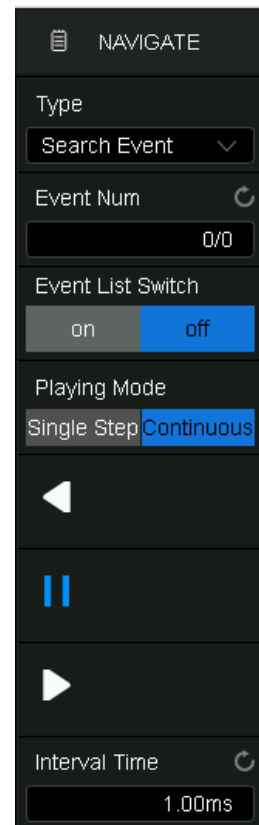 NAVIGATE
Type
Search Event
Event Num
0/0
Event List Switch
on off
Playing Mode
Single Step Continuous
Interval Time
1.00ms